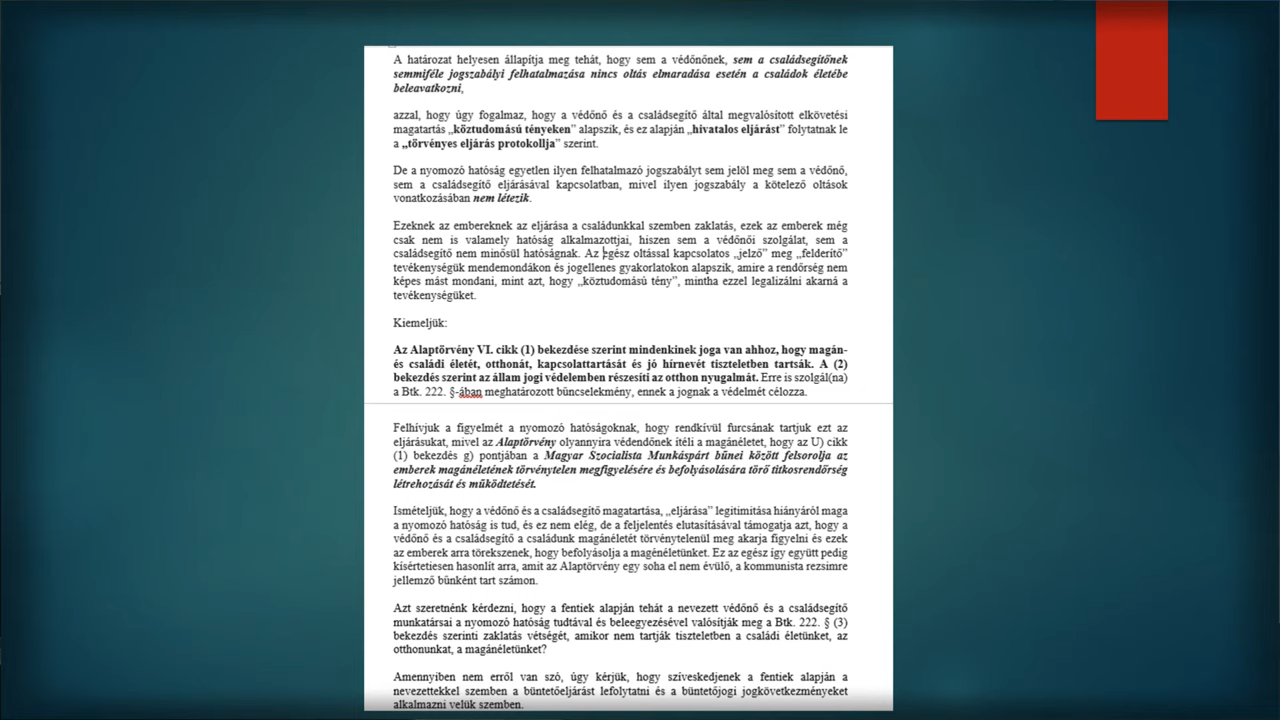 A határozat helyesen állapítja meg tehát, hogy sem a védőnőnek, sem a családsegítőnek
semmiféle jogszabályi felhatalmazása nincs oltás elmaradása esetén a családok életébe
beleavatkozni,
azzal, hogy úgy fogalmaz, hogy a védőnő és a családsegítő által megvalósított elkövetési
magatartás „köztudomású tényeken” alapszik, és ez alapján „hivatalos eljárást” folytatnak le
a „törvényes eljárás protokollja” szerint.
De a nyomozó hatóság egyetlen ilyen felhatalmazó jogszabályt sem jelöl meg sem a védőnő,
sem a családsegítő eljárásával kapcsolatban, mivel ilyen jogszabály a kötelező oltások
vonatkozásában nem létezik.
Ezeknek az embereknek az eljárása a családunkkal szemben zaklatás, ezek az emberek még
csak nem is valamely hatóság alkalmazottjai, hiszen sem a védőnői szolgálat, sem a
családsegítő nem minősül hatóságnak. Az egész oltással kapcsolatos „jelző” meg „felderítő”
tevékenységük mendemondákon és jogellenes gyakorlatokon alapszik, amire a rendőrség nem
képes mást mondani, mint azt, hogy „köztudomású tény”, mintha ezzel legalizálni akarná a
tevékenységüket.
Kiemeljük:
Az Alaptörvény VI. cikk (1) bekezdése szerint mindenkinek joga van ahhoz, hogy magán-
és családi életét, otthonát, kapcsolattartását és jó hírnevét tiszteletben tartsák. A (2)
bekezdés szerint az állam jogi védelemben részesíti az otthon nyugalmát. Erre is szolgál(na)
a Btk. 222. §-ában meghatározott bűncselekmény, ennek a jognak a védelmét célozza.
Felhívjuk a figyelmét a nyomozó hatóságoknak, hogy rendkívül furcsának tartjuk ezt az
eljárásukat, mivel az Alaptörvény olyannyira védendőnek ítéli a magánéletet, hogy az U) cikk
(1) bekezdés g) pontjában a Magyar Szocialista Munkáspárt bűnei között felsorolja az
emberek magánéletének törvénytelen megfigyelésére és befolyásolására törő titkosrendőrség
létrehozását és működtetését.
Ismételjük, hogy a védőnő és a családsegítő magatartása, „eljárása” legitimitása hiányáról maga
a nyomozó hatóság is tud, és ez nem elég, de a feljelentés elutasításával támogatja azt, hogy a
védőnő és a családsegítő a családunk magánéletét törvénytelenül meg akarja figyelni és ezek
az emberek arra törekszenek, hogy befolyásolja a magénéletünket. Ez az egész így együtt pedig
kísértetiesen hasonlít arra, amit az Alaptörvény egy soha el nem évülő, a kommunista rezsimre
jellemző bűnként tart számon.
Azt szeretnénk kérdezni, hogy a fentiek alapján tehát a nevezett védőnő és a családsegítő
munkatársai a nyomozó hatóság tudtával és beleegyezésével valósítják meg a Btk. 222. § (3)
bekezdés szerinti zaklatás vétségét, amikor nem tartják tiszteletben a családi életünket, az
otthonunkat, a magánéletünket?
Amennyiben nem erről van szó, úgy kérjük, hogy szíveskedjenek a fentiek alapján a
nevezettekkel szemben a büntetőeljárást lefolytatni és a büntetőjogi jogkövetkezményeket
alkalmazni velük szemben.